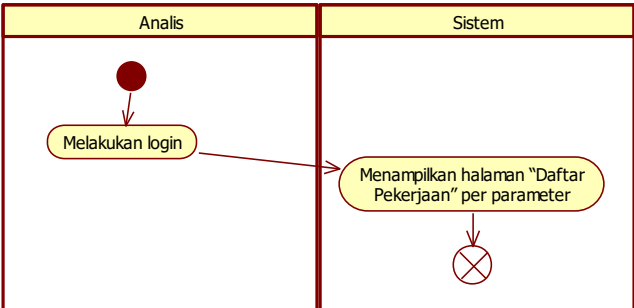 Analis
Sistem
Melakukan login
Menampilkan halaman “Daftar
Pekerjaan” per parameter